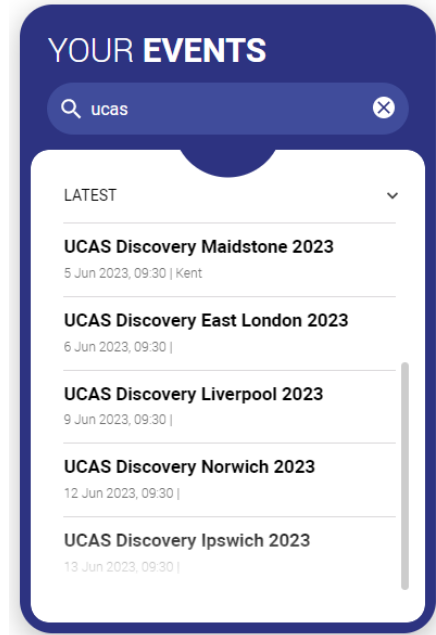 YOUR EVENTS
ucas
LATEST
UCAS Discovery Maidstone 2023
5 Jun 2023, 09:30 | Kent
UCAS Discovery East London 2023
6 Jun 2023, 09:30 |
UCAS Discovery Liverpool 2023
9 Jun 2023, 09:30 |
UCAS Discovery Norwich 2023
12 Jun 2023, 09:30 |
UCAS Discovery Ipswich 2023
13 Jun 2023, 09:30 |